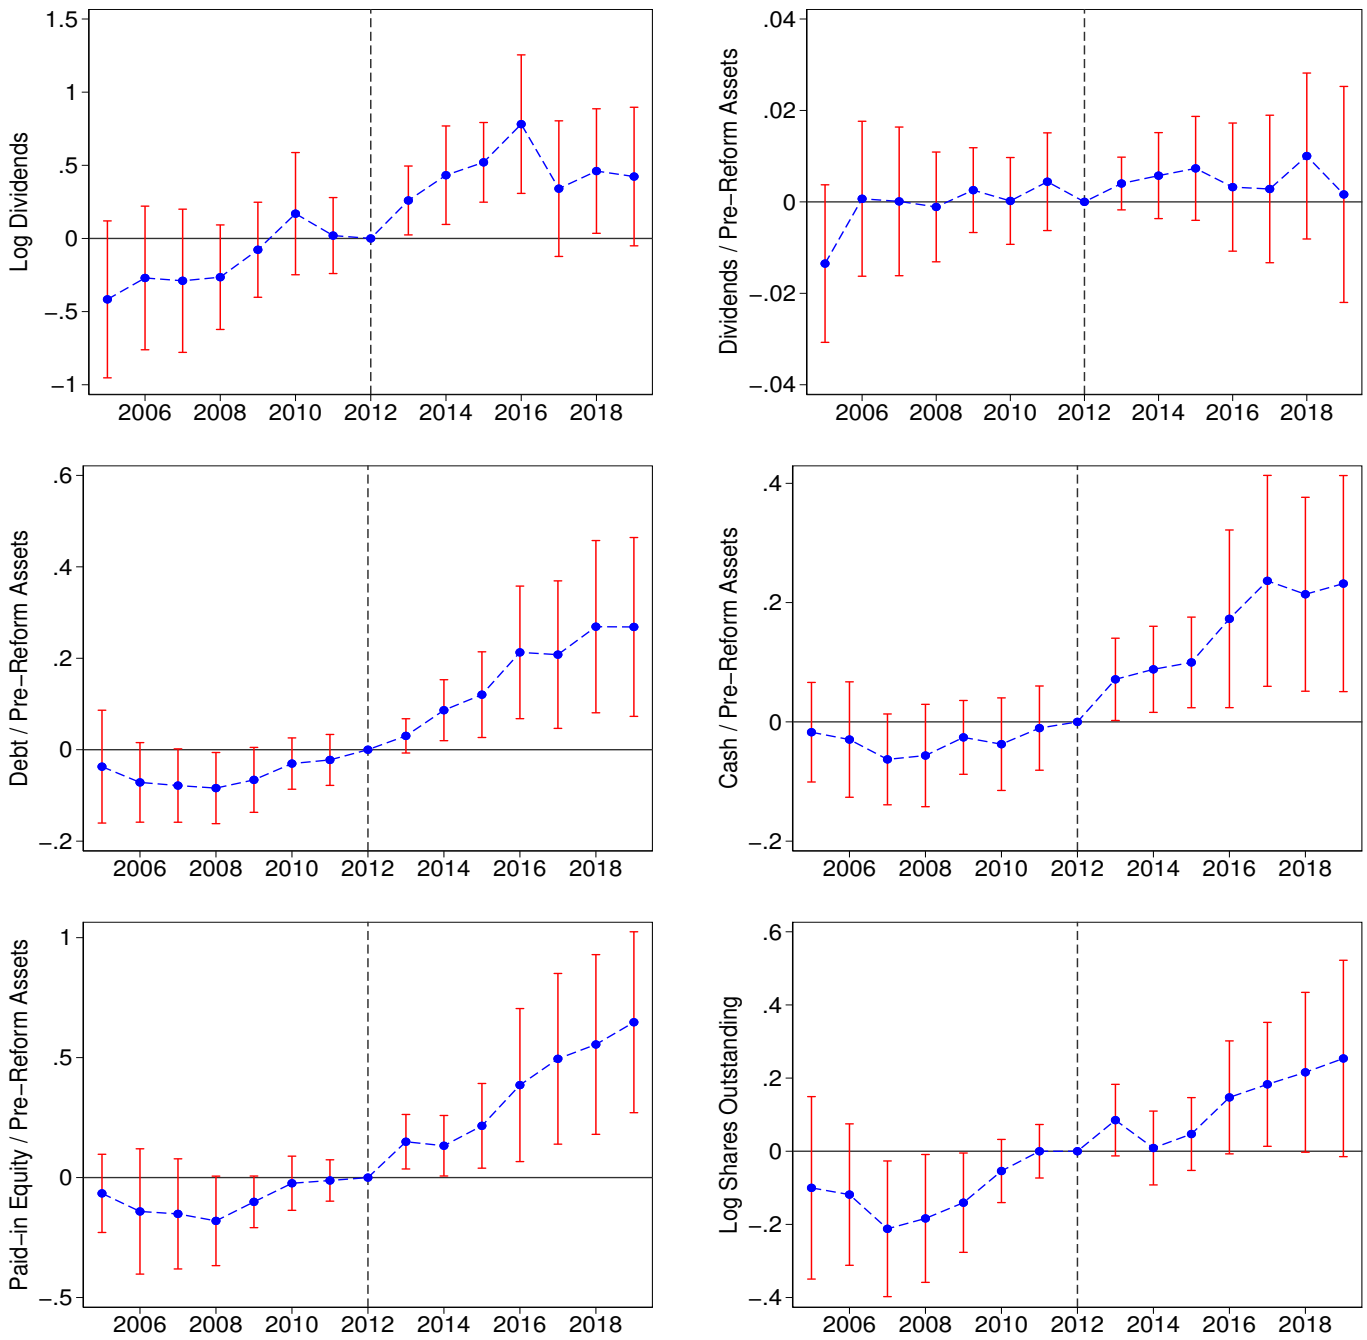 Log Dividends
1.5
1
.5
0
−.5
−1
2006 2008 2010 2012 2014 2016 2018
Dividends / Pre−Reform Assets
.04
.02
0
−.02
−.04
2006 2008 2010 2012 2014 2016 2018
Debt / Pre−Reform Assets
.6
.4
.2
0
−.2
2006 2008 2010 2012 2014 2016 2018
Cash / Pre−Reform Assets
.4
.2
0
−.2
2006 2008 2010 2012 2014 2016 2018
Paid−in Equity / Pre−Reform Assets
1
.5
0
−.5
2006 2008 2010 2012 2014 2016 2018
Log Shares Outstanding
.6
.4
.2
0
−.2
−.4
2006 2008 2010 2012 2014 2016 2018